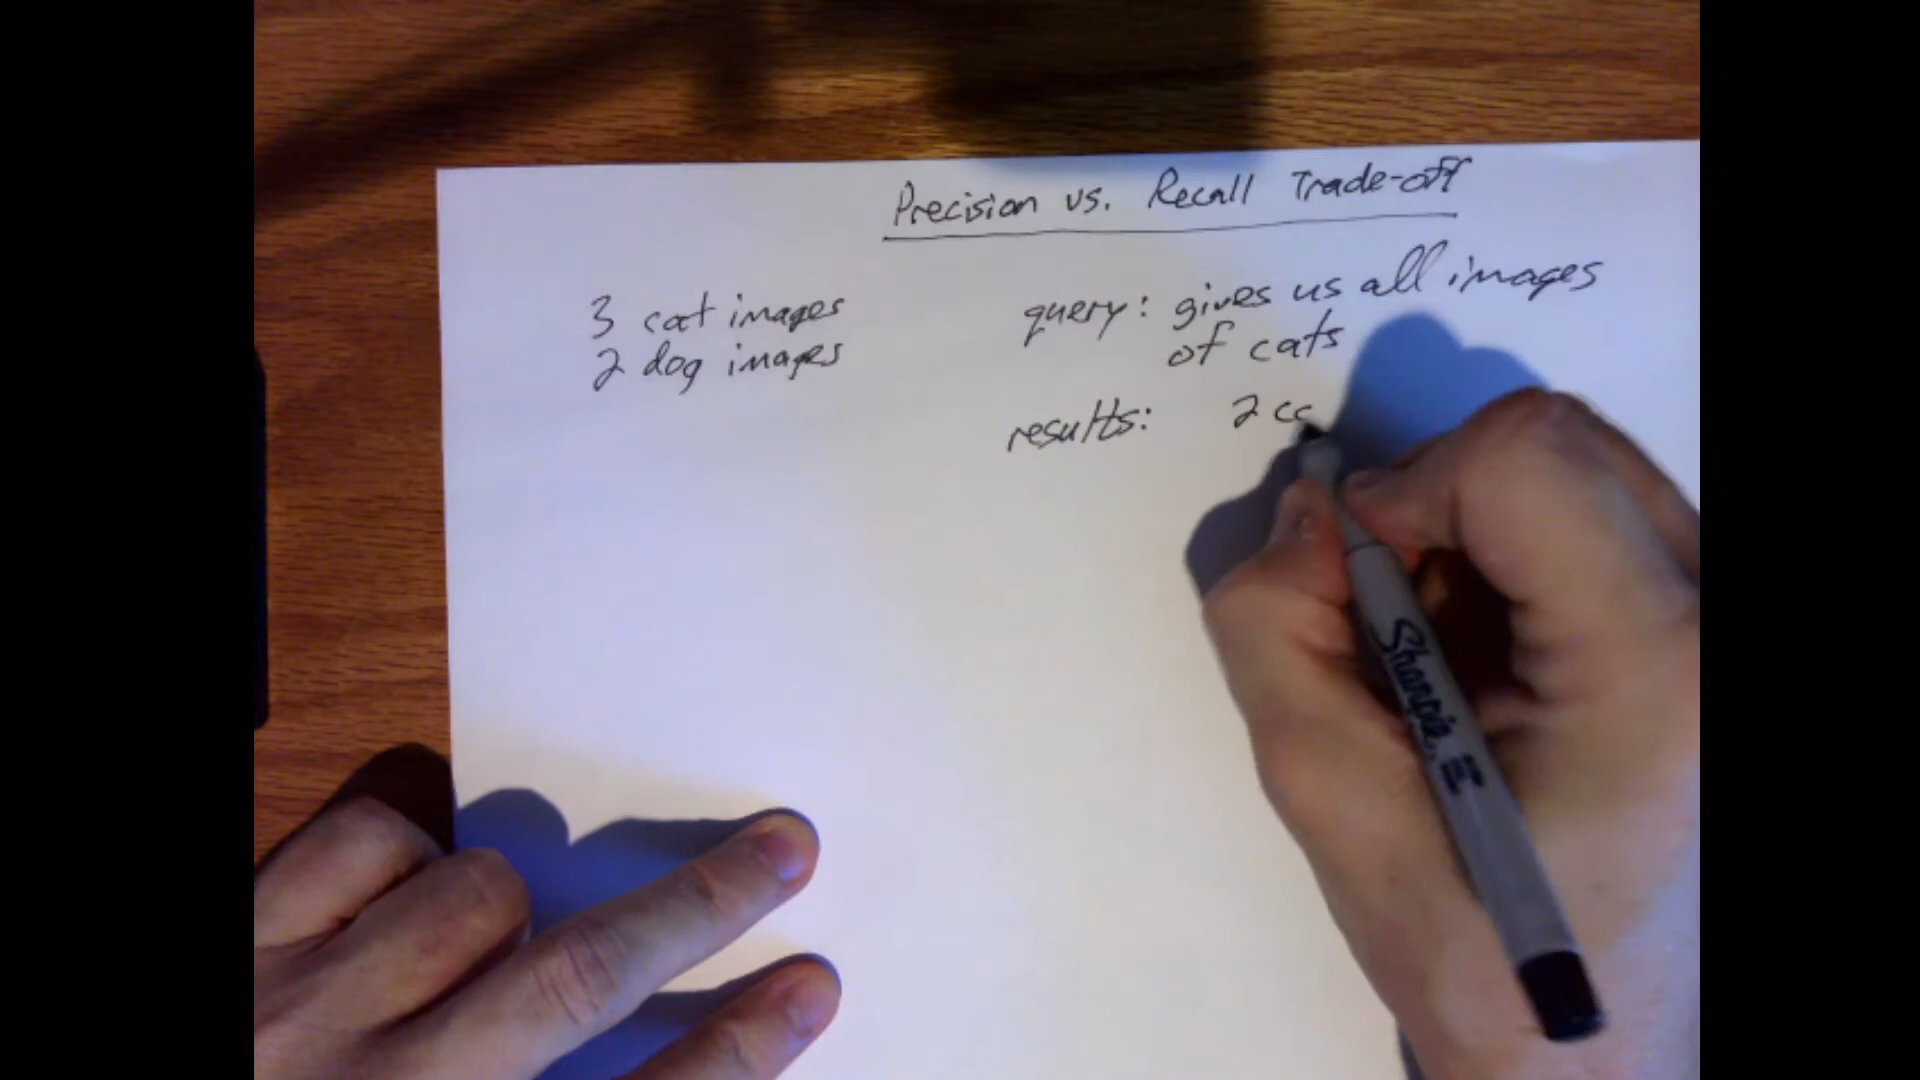 Precision vs. Recall Trade-off
3 cat images
2 dog images
query: gives us all images
of cats
results: 2 ca
Sharpie